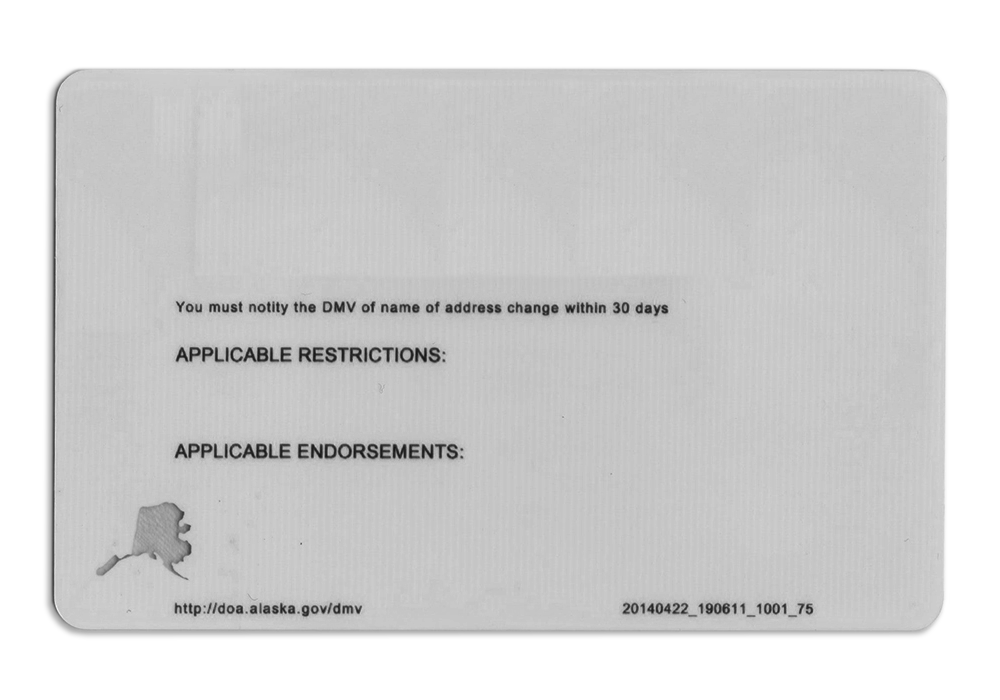 You must notity the DMV of name of address change within 30 days
APPLICABLE RESTRICTIONS:
APPLICABLE ENDORSEMENTS:
http://doa.alaska.gov/dmv
20140422_190611_1001_75